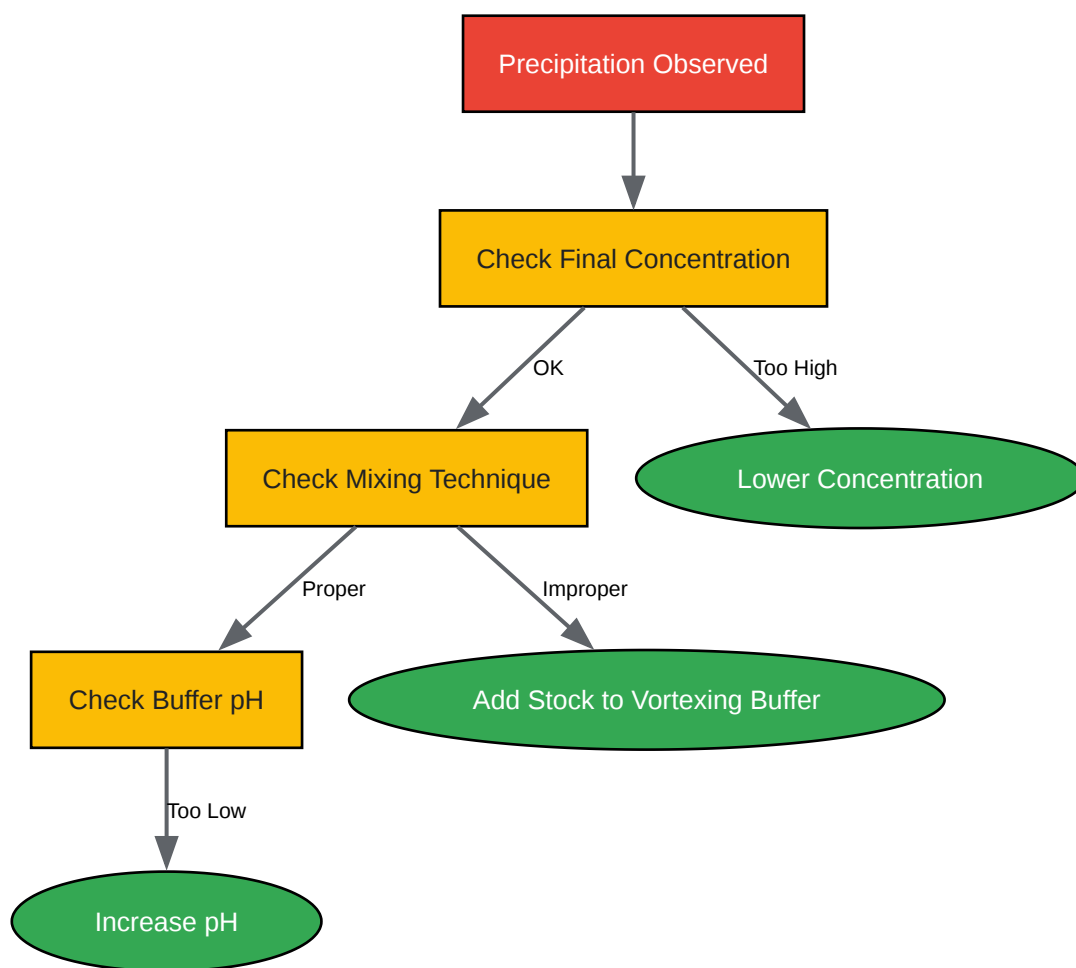 Precipitation Observed
Check Final Concentration
OK
Too High
Check Mixing Technique
Lower Concentration
Proper
Improper
Check Buffer pH
Add Stock to Vortexing Buffer
Too Low
Increase pH